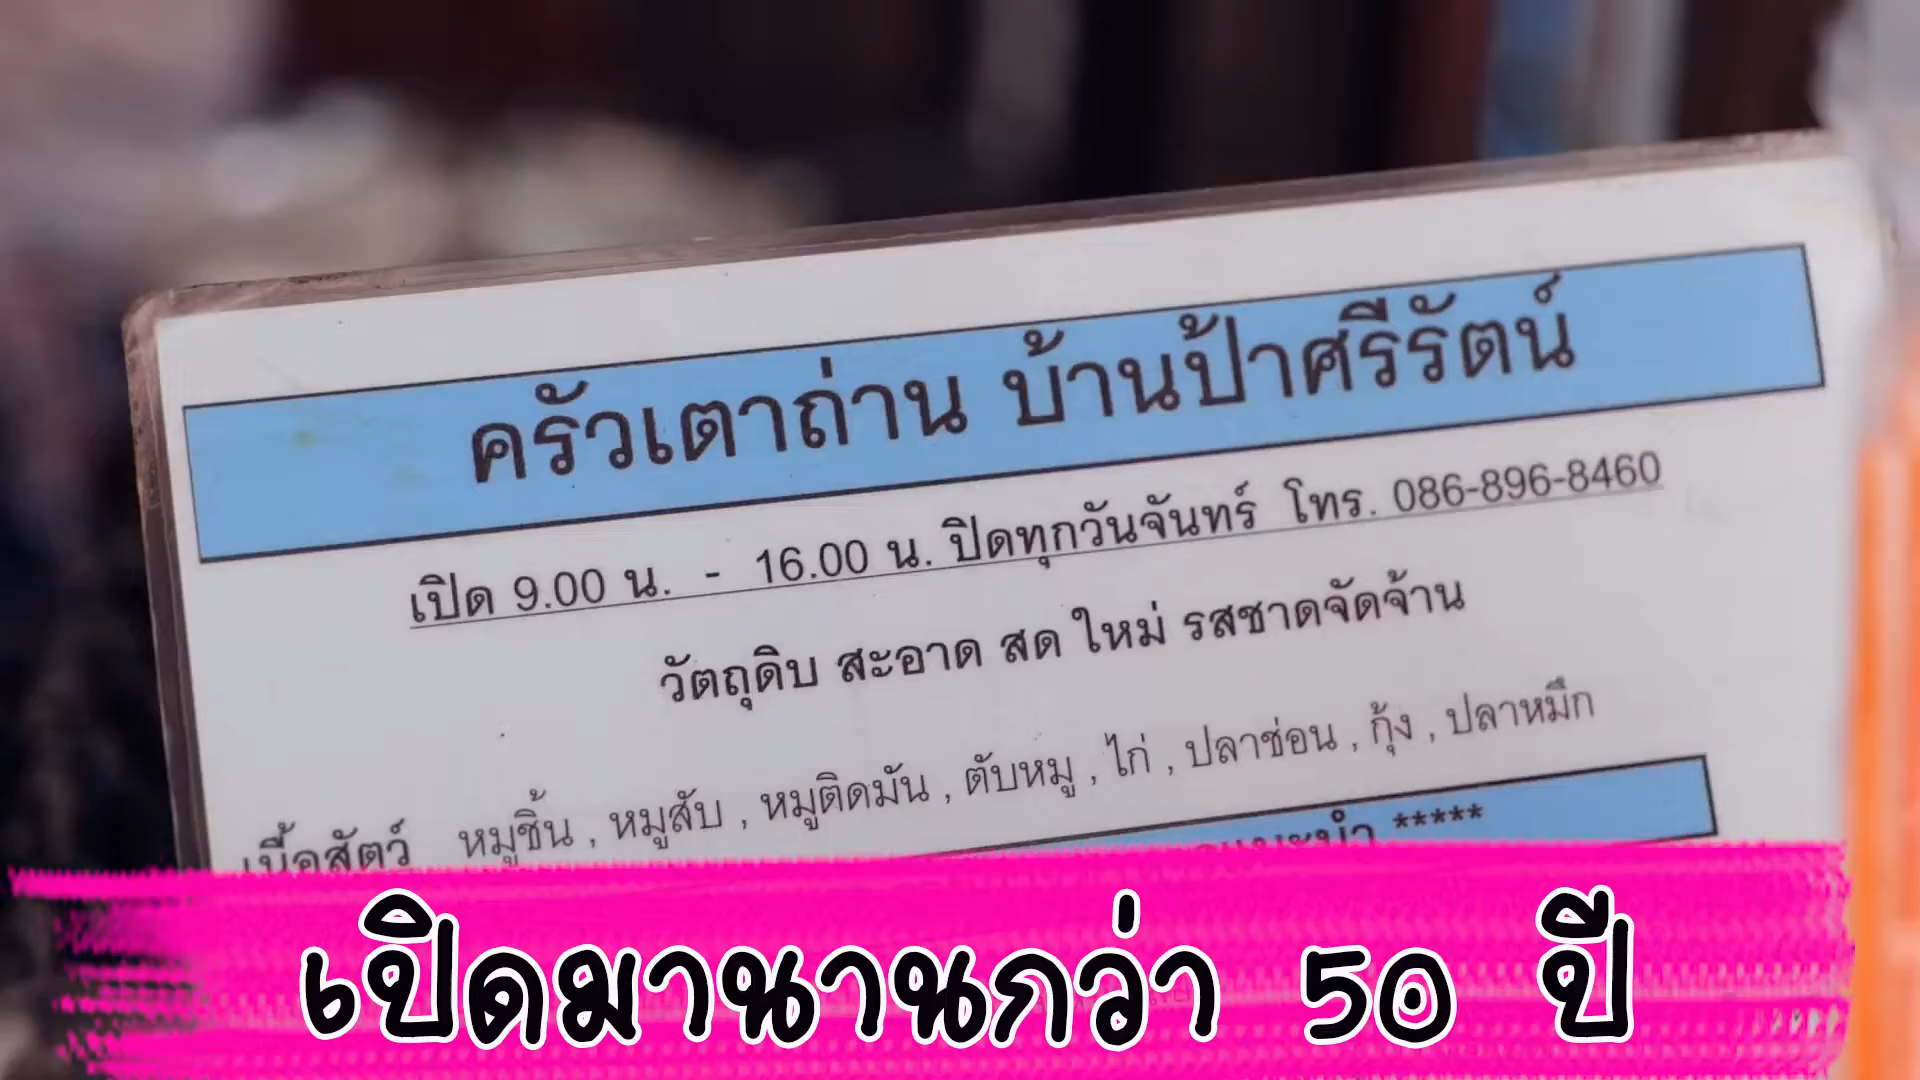 ครัวเตาถ่าน บ้านป้าศรีรัตน์
เปิด 9.00 น. - 16.00 น. ปิดทุกวันจันทร์ โทร. 086-896-8460
วัตถุดิบ สะอาด สด ใหม่ รสชาดจัดจ้าน
เนื้อสัตว์ หมูชิ้น , หมูสับ , หมูติดมัน , ตับหมู , ไก่ , ปลาช่อน , กุ้ง , ปลาหมึก
*****
เปิดมานานกว่า 50 ปี